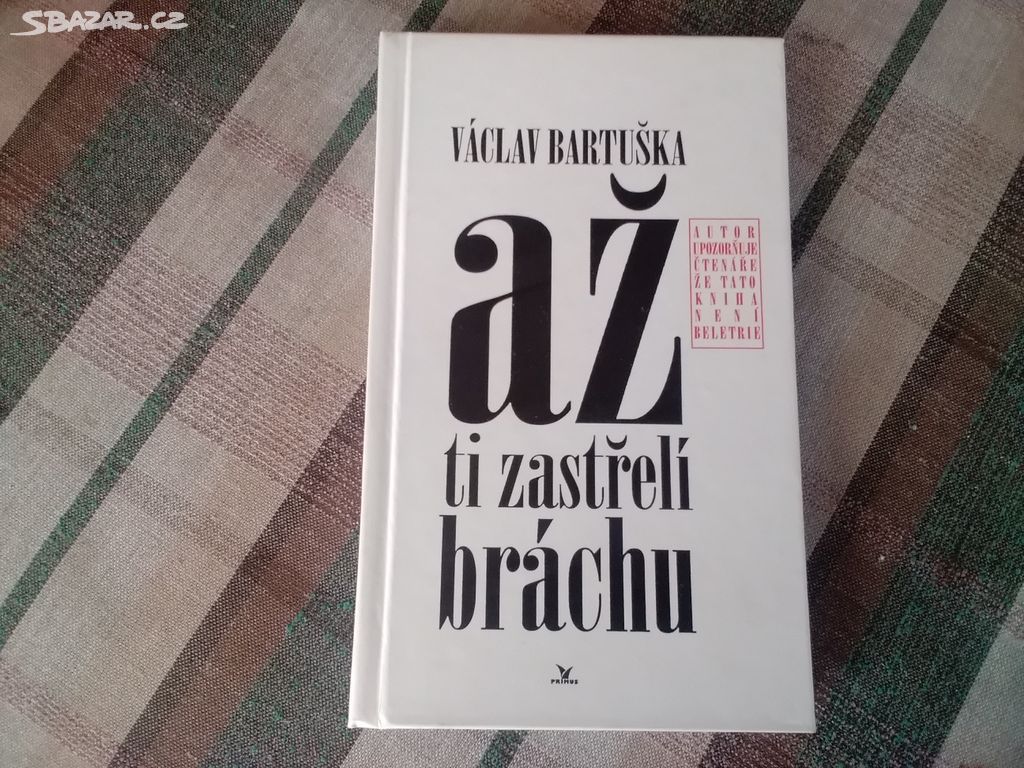 SBAZAR.CZ
VÁCLAV BARTUŠKA
až
AUTOR
UPOZORŇUJE
ČTENÁŘE
ŽE TATO
KNIHA
NENÍ
BELETRIE
ti zastřelí
bráchu
PRIMUS